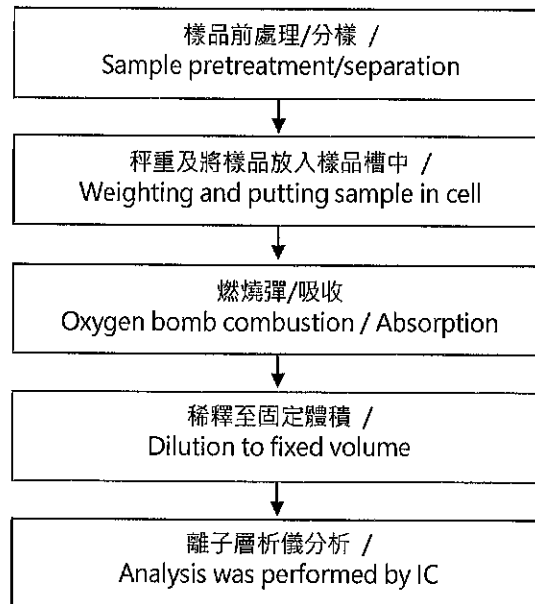 樣品前處理/分樣 /
Sample pretreatment/separation
秤重及將樣品放入樣品槽中 /
Weighting and putting sample in cell
燃燒彈/吸收
Oxygen bomb combustion / Absorption
稀釋至固定體積 /
Dilution to fixed volume
離子層析儀分析 /
Analysis was performed by IC